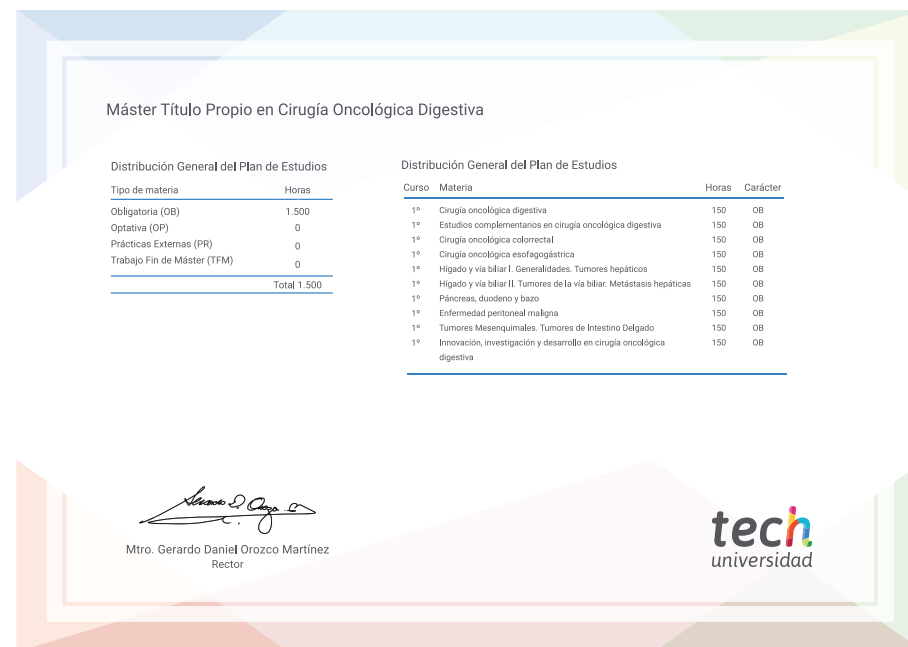 Máster Título Propio en Cirugía Oncológica Digestiva
Distribución General del Plan de Estudios
Tipo de materia Horas
Obligatoria (OB) 1.500
Optativa (OP) 0
Prácticas Externas (PR) 0
Trabajo Fin de Máster (TFM) 0
Total 1.500
Distribución General del Plan de Estudios
Curso Materia Horas Carácter
1º Cirugía oncológica digestiva 150 OB
1º Estudios complementarios en cirugía oncológica digestiva 150 OB
1º Cirugía oncológica colorrectal 150 OB
1º Cirugía oncológica esofagogástrica 150 OB
1º Hígado y vía biliar I. Generalidades. Tumores hepáticos 150 OB
1º Hígado y vía biliar II. Tumores de la vía biliar. Metástasis hepáticas 150 OB
1º Páncreas, duodeno y bazo 150 OB
1º Enfermedad peritoneal maligna 150 OB
1º Tumores Mesenquimales. Tumores de Intestino Delgado 150 OB
1º Innovación, investigación y desarrollo en cirugía oncológica 150 OB
digestiva
Mtro. Gerardo Daniel Orozco Martínez
Rector
tech
universidad